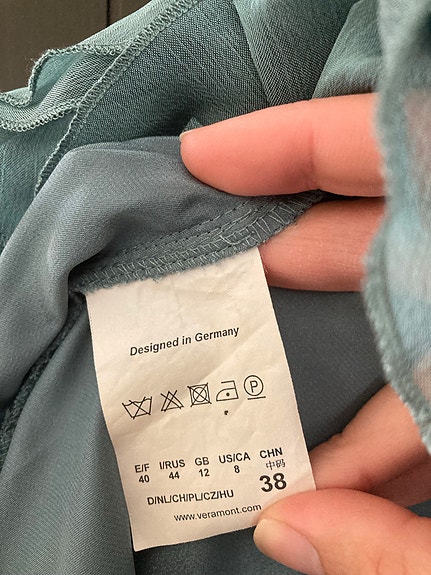 Designed in Germany
P
E/F I/RUS GB US/CA CHN
40 44 12 8 中码
D/NL/CH/PL/CZ/HU 38
www.veramont.com